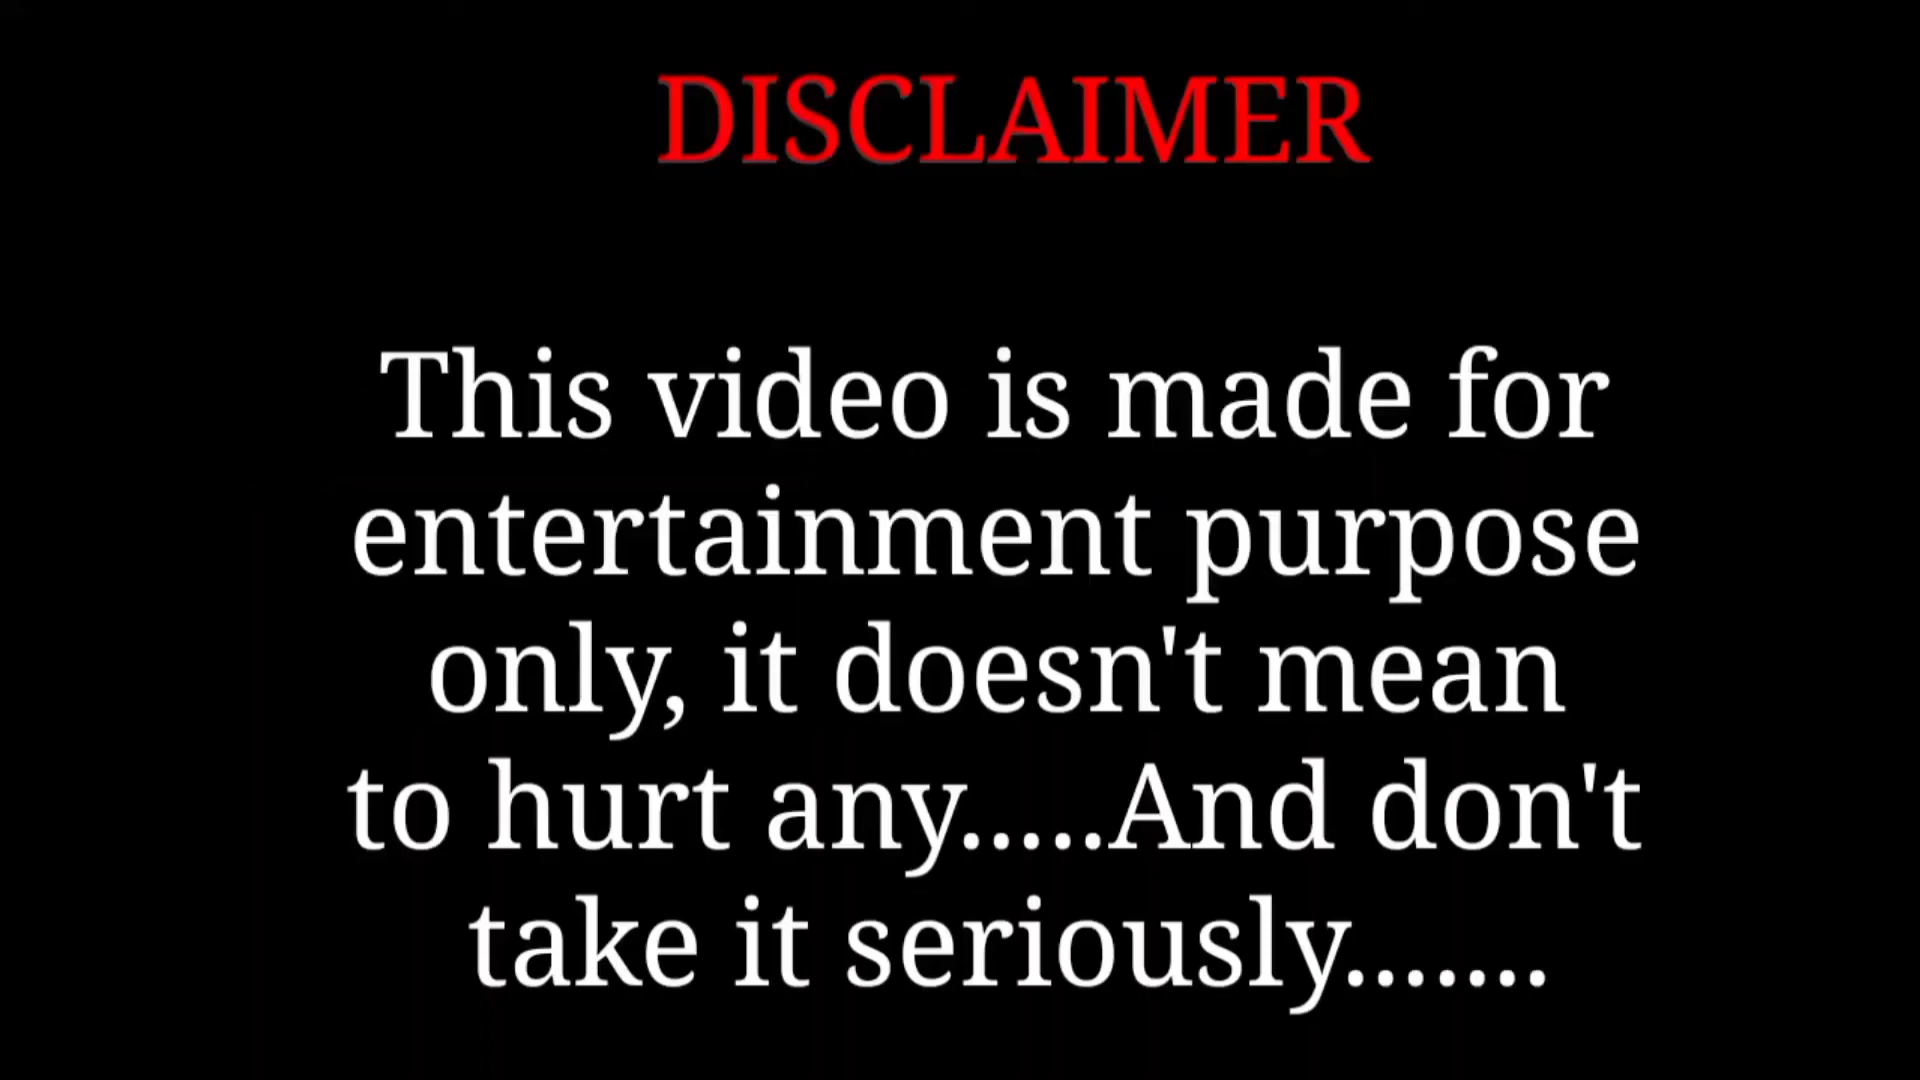 DISCLAIMER
This video is made for
entertainment purpose
only, it doesn't mean
to hurt any.....And don't
take it seriously.......